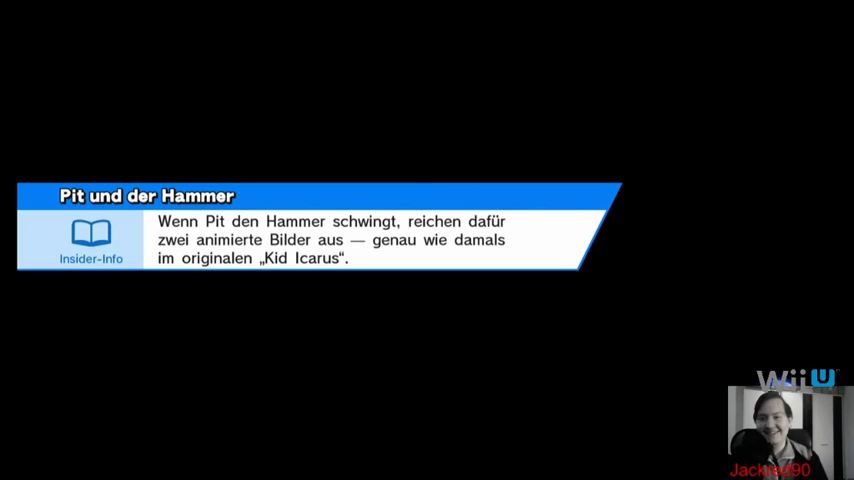 Pit und der Hammer
Wenn Pit den Hammer schwingt, reichen dafür
zwei animierte Bilder aus — genau wie damals
im originalen „Kid Icarus“.
Insider-Info
Wii U
Jackred90